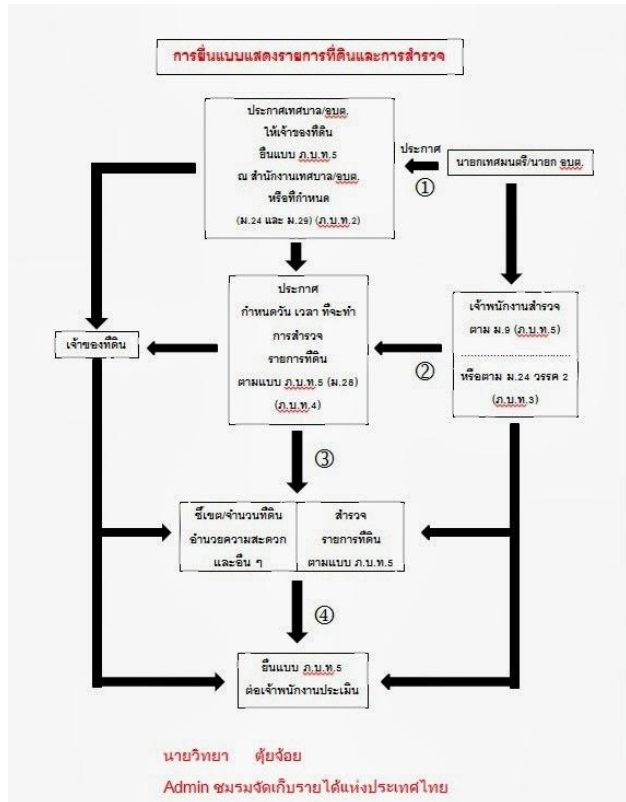 การยื่นแบบแสดงรายการที่ดินและการสำรวจ
ประกาศเทศบาล/อบต.
ให้เจ้าของที่ดิน
ยื่นแบบ ภ.บ.ท.5
ณ สำนักงานเทศบาล/อบต.
หรือที่กำหนด
(ม.24 และ ม.29) (ภ.บ.ท.2)
ประกาศ
①
นายกเทศมนตรี/นายก อบต.
ประกาศ
กำหนดวัน เวลา ที่จะทำ
การสำรวจ
รายการที่ดิน
ตามแบบ ภ.บ.ท.5 (ม.28)
(ภ.บ.ท.4)
เจ้าของที่ดิน
②
เจ้าพนักงานสำรวจ
ตาม ม.9 (ภ.บ.ท.5)
หรือตาม ม.24 วรรค 2
(ภ.บ.ท.3)
③
ชี้เขต/จำนวนที่ดิน
อำนวยความสะดวก
และอื่น ๆ
สำรวจ
รายการที่ดิน
ตามแบบ ภ.บ.ท.5
④
ยื่นแบบ ภ.บ.ท.5
ต่อเจ้าพนักงานประเมิน
นายวิทยา ตุ้ยจ้อย
Admin ชมรมจัดเก็บรายได้แห่งประเทศไทย